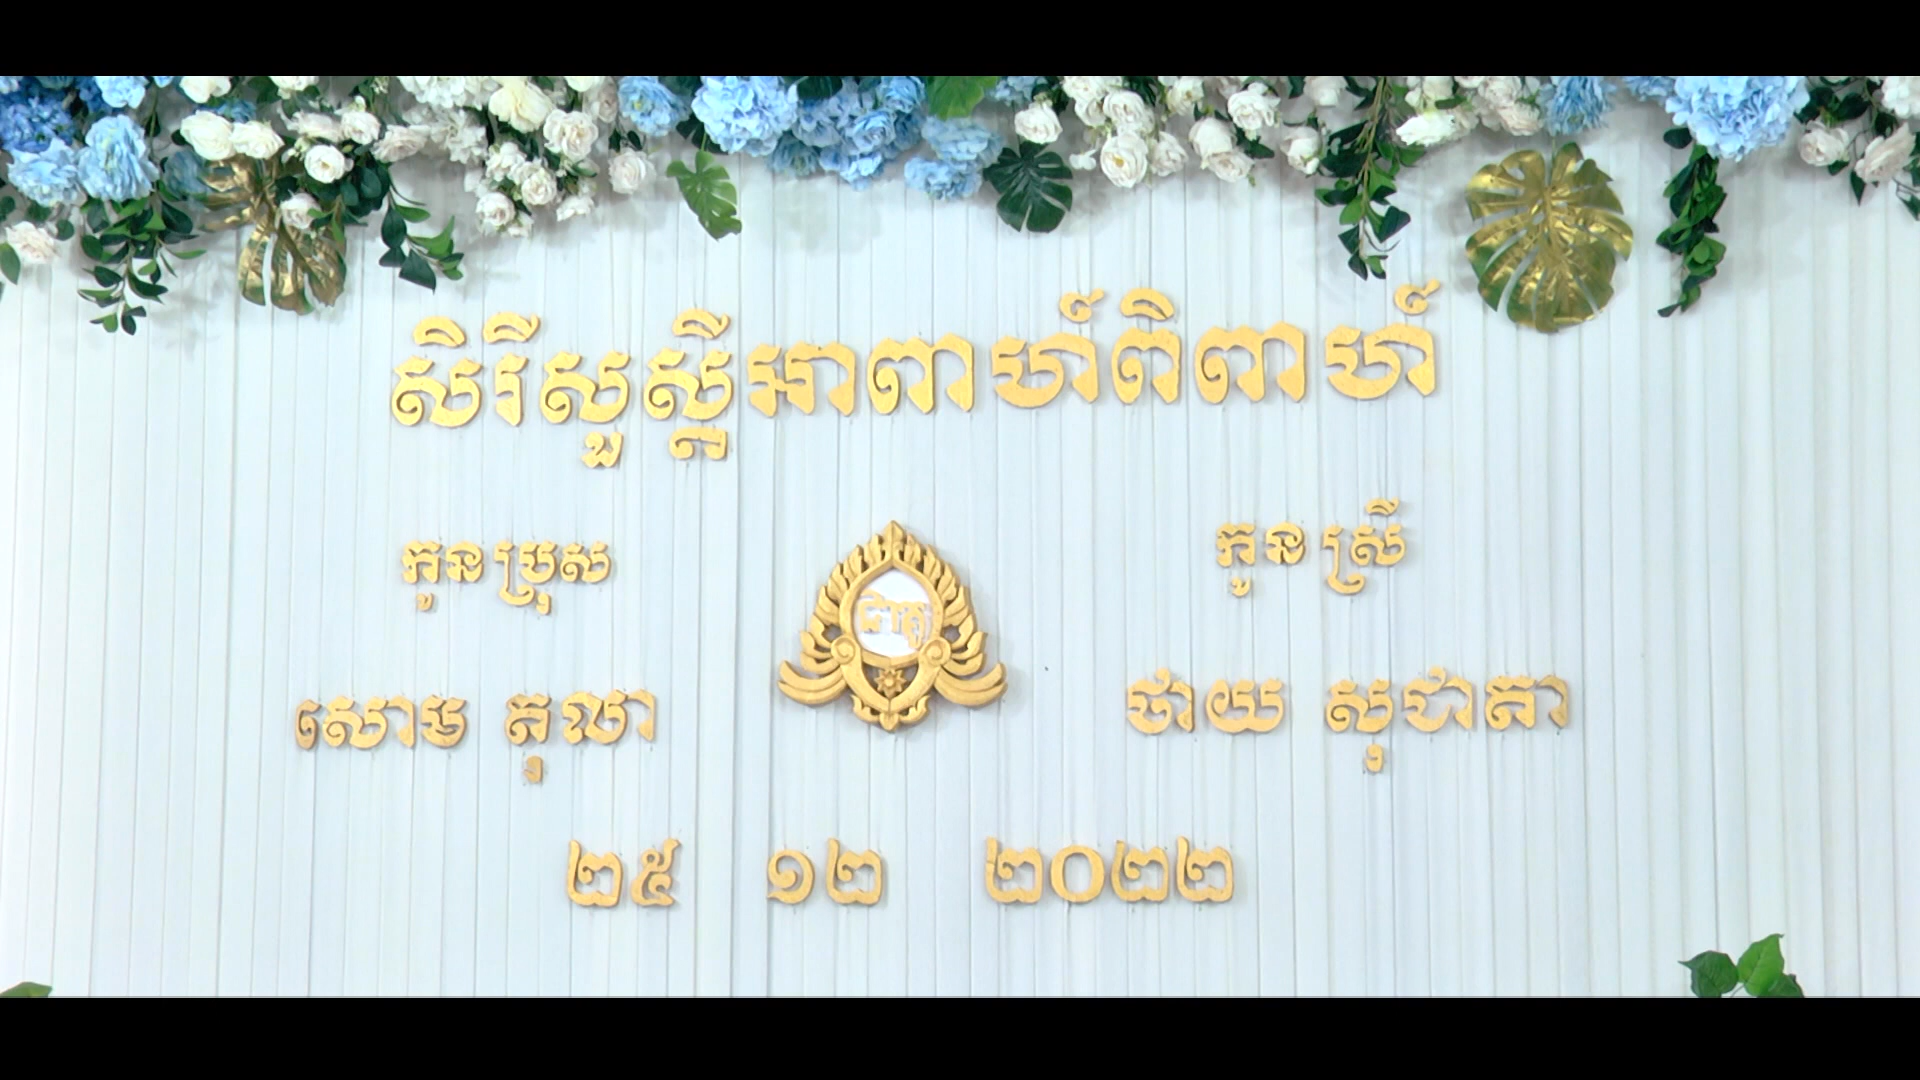 សិរីសួស្តីអាពាហ៍ពិពាហ៍
កូនប្រុស កូនស្រី
សោម តុលា ថាយ សុជាតា
២៥ ១២ ២០២២